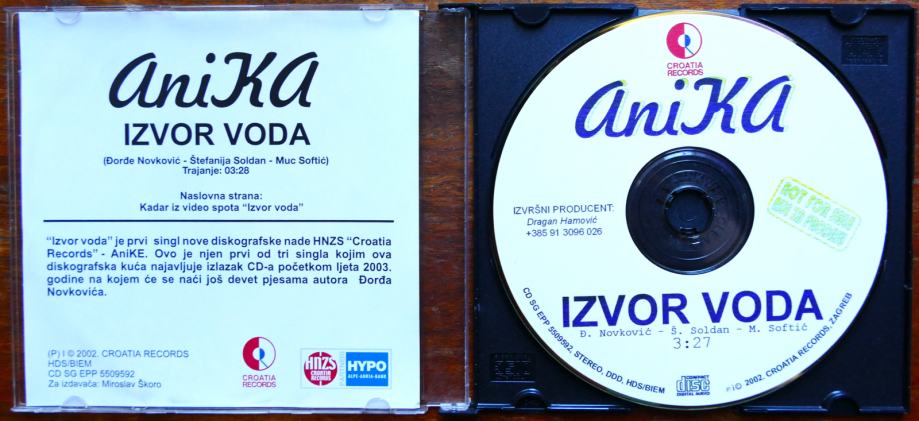 AniKA
IZVOR VODA
(Đorđe Novković - Štefanija Soldan - Muc Softić)
Trajanje: 03:28
Naslovna strana:
Kadar iz video spota “Izvor voda”
“Izvor voda” je prvi singl nove diskografske nade HNZS “Croatia
Records” - AniKE. Ovo je njen prvi od tri singla kojim ova
diskografska kuća najavljuje izlazak CD-a početkom ljeta 2003.
godine na kojem će se naći još devet pjesama autora Đorđa
Novkovića.
(P) I © 2002. CROATIA RECORDS
HDS/BIEM
CD SG EPP 5509592
Za izdavača: Miroslav Škoro
CROATIA
RECORDS
HNZS
CROATIA
RECORDS
HYPO
ALPE-ADRIA-BANK
CROATIA
RECORDS
AniKA
IZVRŠNI PRODUCENT:
Dragan Hamović
+385 91 3096 026
NOT FOR SALE
IZVOR VODA
Đ. Novković - Š. Soldan - M. Softić
3:27
CD SG EPP 5509592, STEREO, DDD, HDS/BIEM
COMPACT
disc
DIGITAL AUDIO
P I © 2002. CROATIA RECORDS, ZAGREB